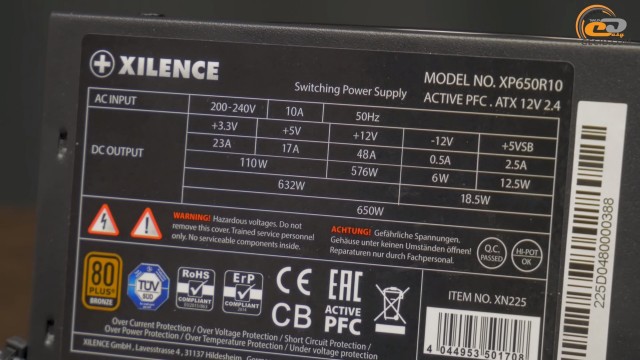 XILENCE
Switching Power Supply
MODEL NO. XP650R10
ACTIVE PFC . ATX 12V 2.4
AC INPUT 200-240V 10A 50Hz
DC OUTPUT +3.3V +5V +12V -12V +5VSB
23A 17A 48A 0.5A 2.5A
110W 576W 6W 12.5W
632W 18.5W
650W
WARNING! Hazardous voltages. Do not
remove this cover. Trained service personnel
only. No serviceable components inside.
ACHTUNG! Gefährliche Spannungen.
Gehäuse unter keinen Umständen öffnen!
Reparaturen nur durch Fachpersonal.
Q.C.
PASSED
HI-POT
OK
80
PLUS
BRONZE
TÜV
SÜD
RoHS
COMPLIANT
ErP
COMPLIANT
CE
CB
EAC
ACTIVE
PFC
ITEM NO. XN225
4 044953 501708
225D0480000388
Over Current Protection / Over Voltage Protection / Short Circuit Protection /
Over Power Protection / Under Voltage Protection
XILENCE GmbH , Lavesstrasse 4 , 31137 Hildesheim